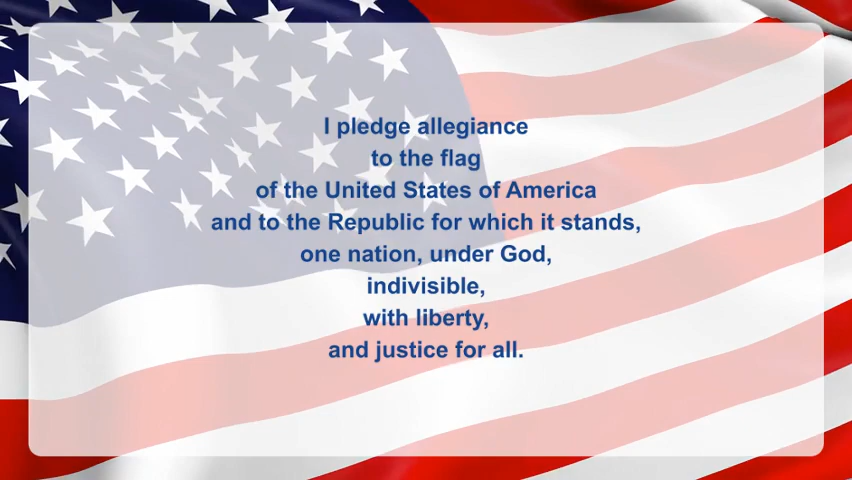 I pledge allegiance
to the flag
of the United States of America
and to the Republic for which it stands,
one nation, under God,
indivisible,
with liberty,
and justice for all.